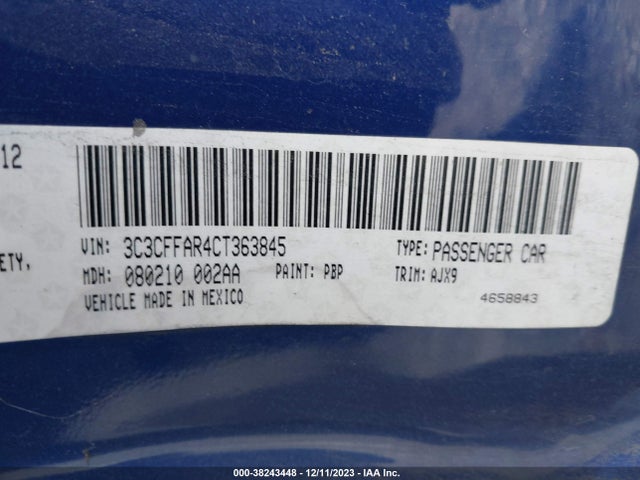 12
VIN: 3C3CFFAR4CT363845 TYPE: PASSENGER CAR
ETY, MDH: 080210 002AA PAINT: PBP TRIM: AJX9
VEHICLE MADE IN MEXICO 4658843
000-38243448 - 12/11/2023 - IAA Inc.